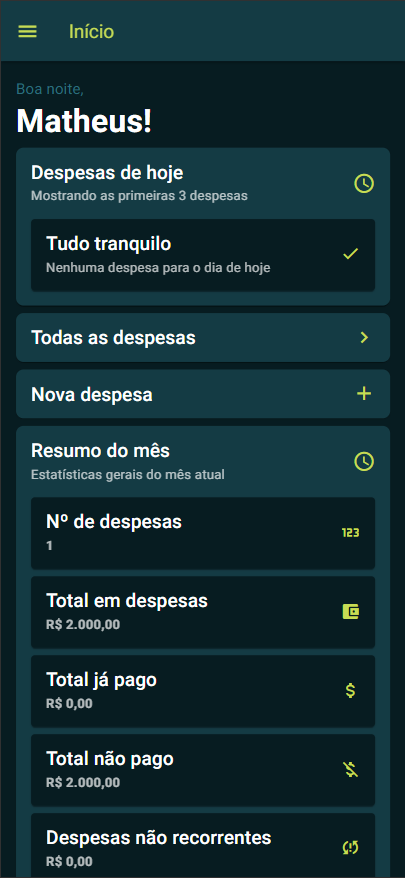 Início
Boa noite,
Matheus!
Despesas de hoje
Mostrando as primeiras 3 despesas
Tudo tranquilo
Nenhuma despesa para o dia de hoje
Todas as despesas
Nova despesa
Resumo do mês
Estatísticas gerais do mês atual
Nº de despesas
123
1
Total em despesas
R$ 2.000,00
Total já pago
R$ 0,00
Total não pago
R$ 2.000,00
Despesas não recorrentes
R$ 0,00